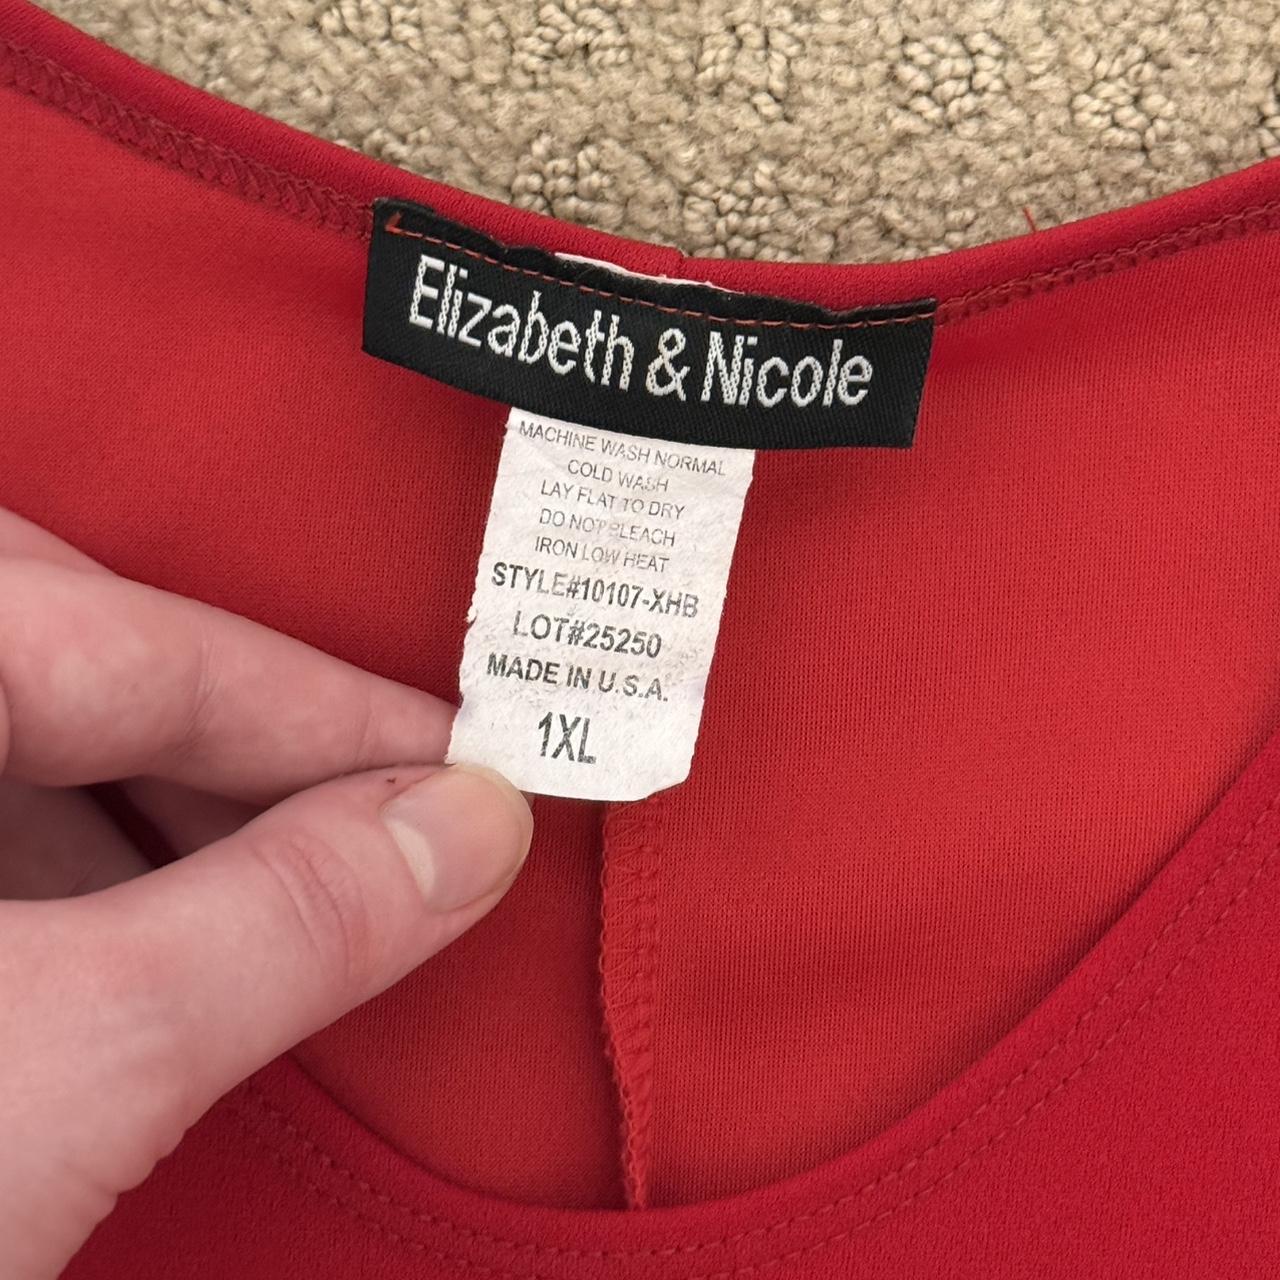 Elizabeth & Nicole
MACHINE WASH NORMAL
COLD WASH
LAY FLAT TO DRY
DO NOT BLEACH
IRON LOW HEAT
STYLE#10107-XHB
LOT#25250
MADE IN U.S.A.
1XL